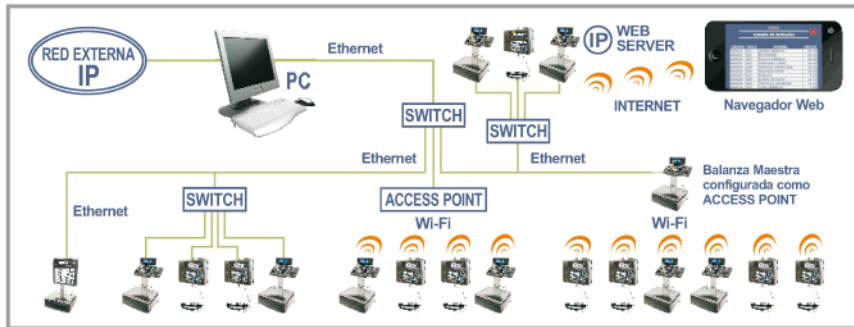 RED EXTERNA
IP
Ethernet
PC
IP
WEB
SERVER
INTERNET
Navegador Web
SWITCH
SWITCH
Ethernet
Ethernet
Balanza Maestra
configurada como
ACCESS POINT
Ethernet
SWITCH
ACCESS POINT
Wi-Fi
Wi-Fi